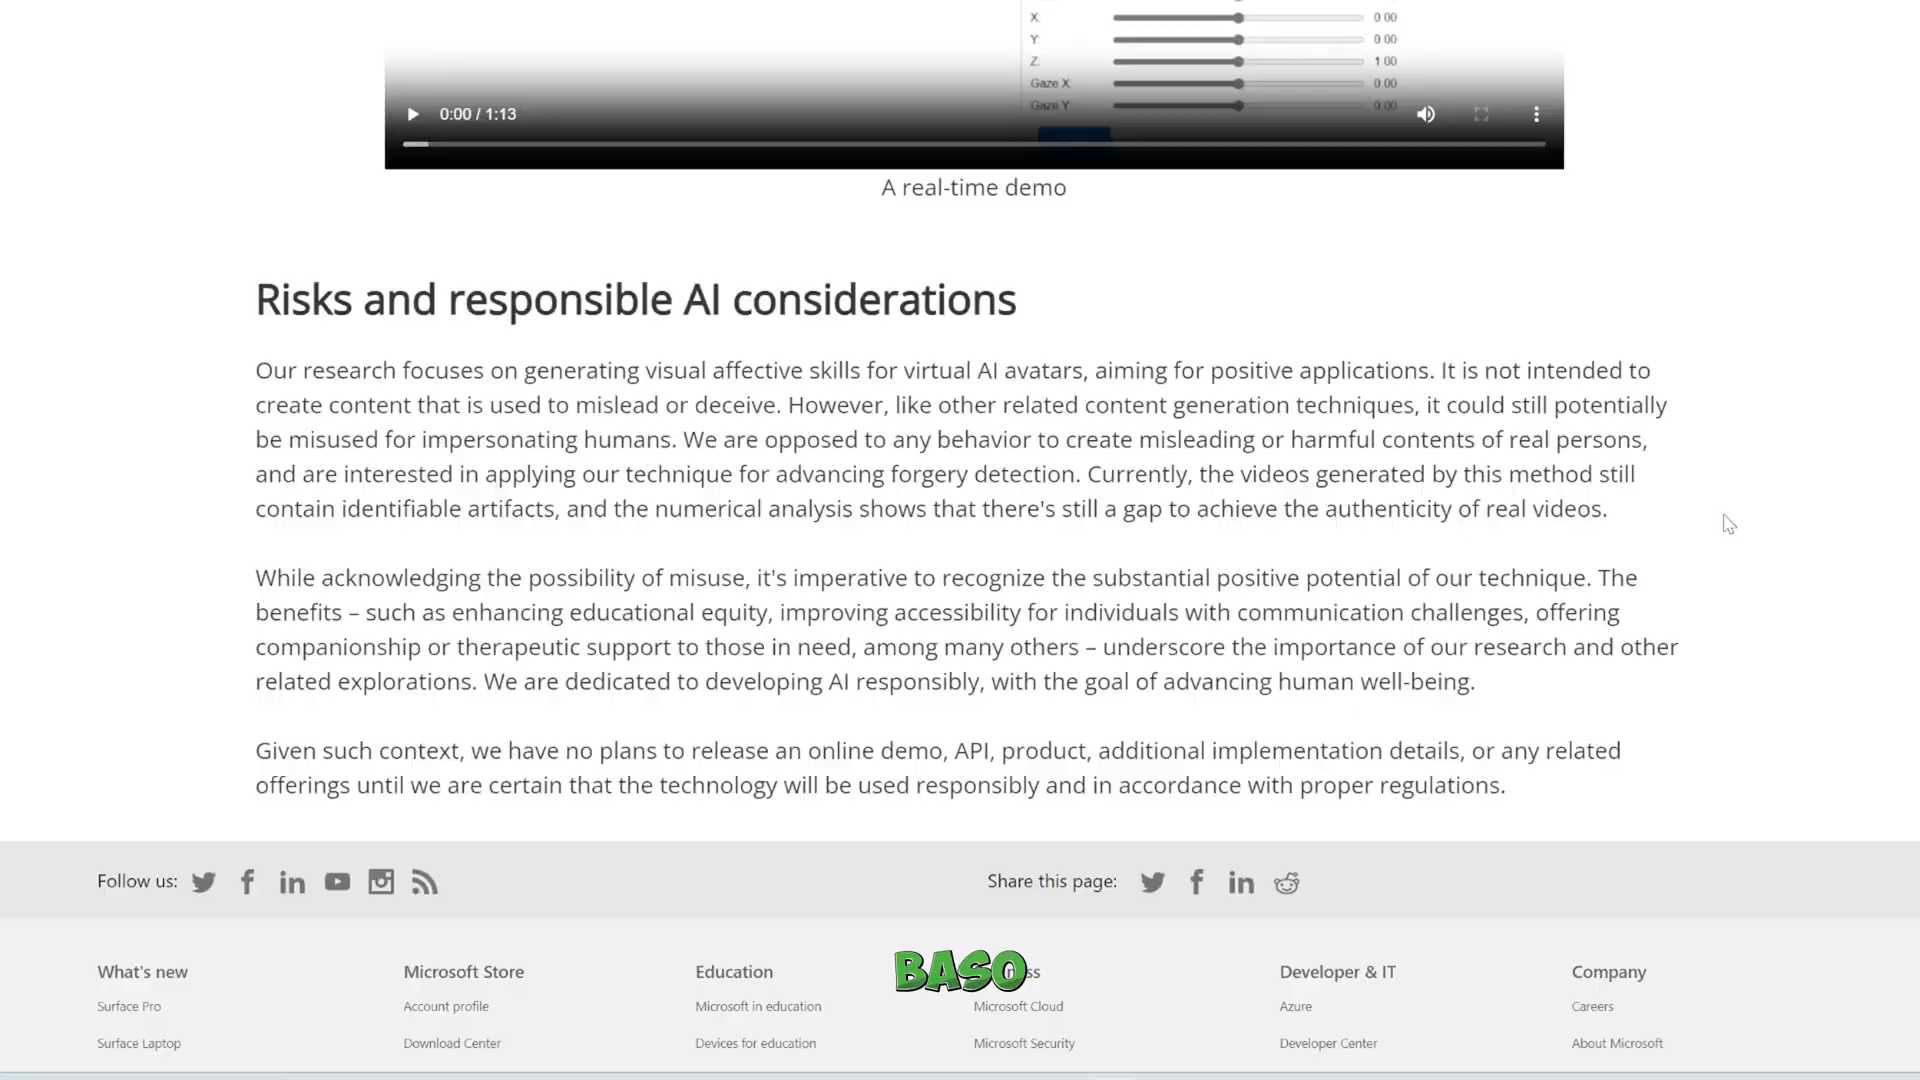 X: 0.00
Y: 0.00
Z: 1.00
Gaze X: 0.00
Gaze Y: 0.00
0:00 / 1:13
A real-time demo
Risks and responsible AI considerations
Our research focuses on generating visual affective skills for virtual AI avatars, aiming for positive applications. It is not intended to
create content that is used to mislead or deceive. However, like other related content generation techniques, it could still potentially
be misused for impersonating humans. We are opposed to any behavior to create misleading or harmful contents of real persons,
and are interested in applying our technique for advancing forgery detection. Currently, the videos generated by this method still
contain identifiable artifacts, and the numerical analysis shows that there's still a gap to achieve the authenticity of real videos.
While acknowledging the possibility of misuse, it's imperative to recognize the substantial positive potential of our technique. The
benefits – such as enhancing educational equity, improving accessibility for individuals with communication challenges, offering
companionship or therapeutic support to those in need, among many others – underscore the importance of our research and other
related explorations. We are dedicated to developing AI responsibly, with the goal of advancing human well-being.
Given such context, we have no plans to release an online demo, API, product, additional implementation details, or any related
offerings until we are certain that the technology will be used responsibly and in accordance with proper regulations.
Follow us: Share this page:
What's new Microsoft Store Education BASO Developer & IT Company
Surface Pro Account profile Microsoft in education Microsoft Cloud Azure Careers
Surface Laptop Download Center Devices for education Microsoft Security Developer Center About Microsoft